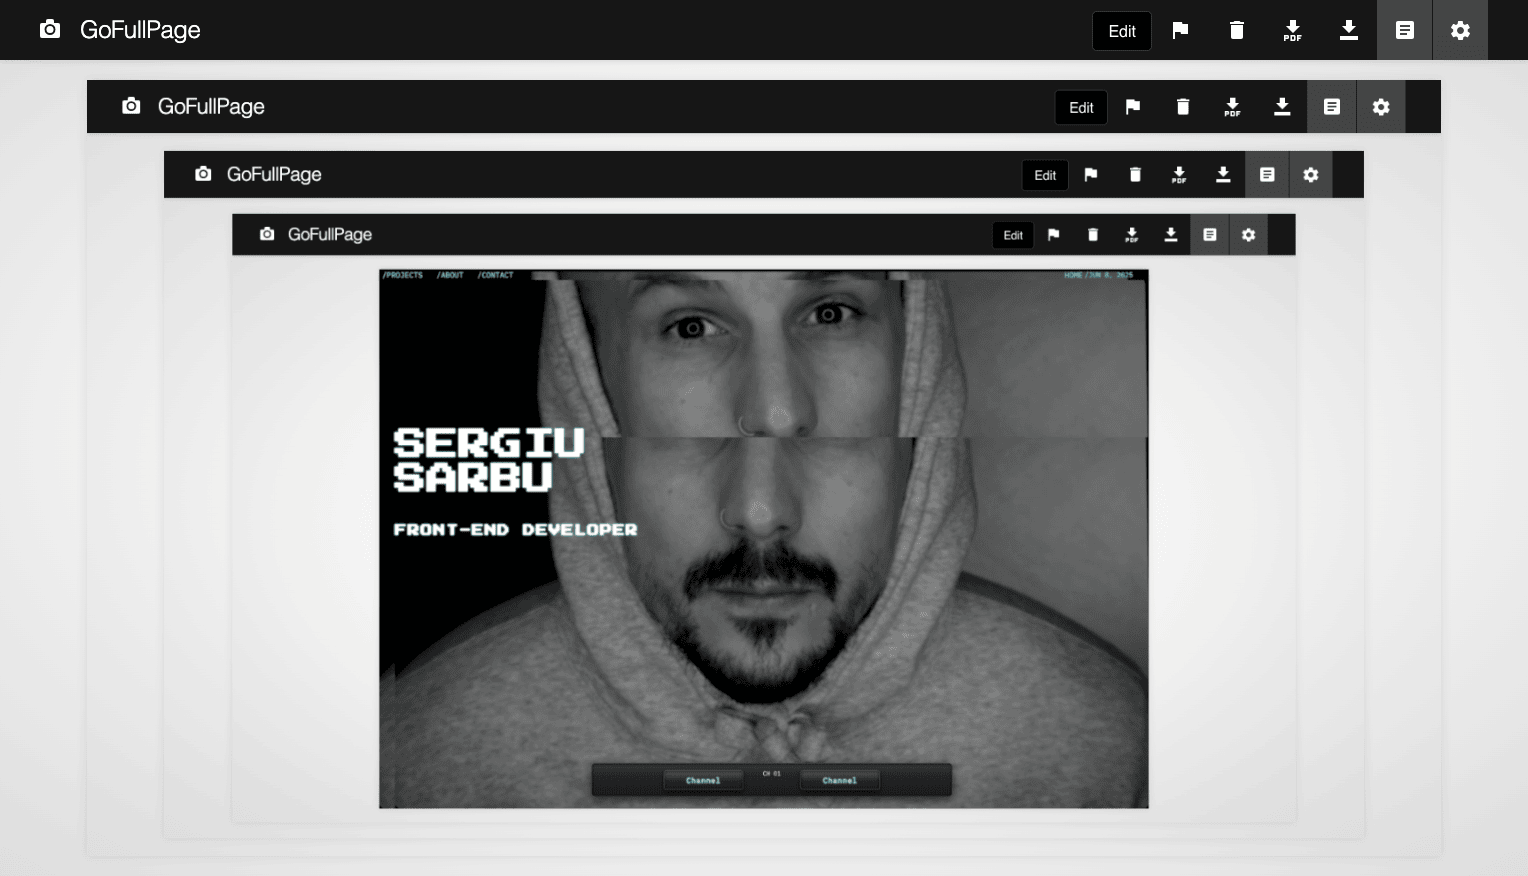 GoFullPage Edit PDF
GoFullPage Edit PDF
GoFullPage Edit PDF
GoFullPage Edit PDF
/PROJECTS /ABOUT /CONTACT HOME /JUN 8, 2025
SERGIU
SARBU
FRONT-END DEVELOPER
Channel CH 01 Channel